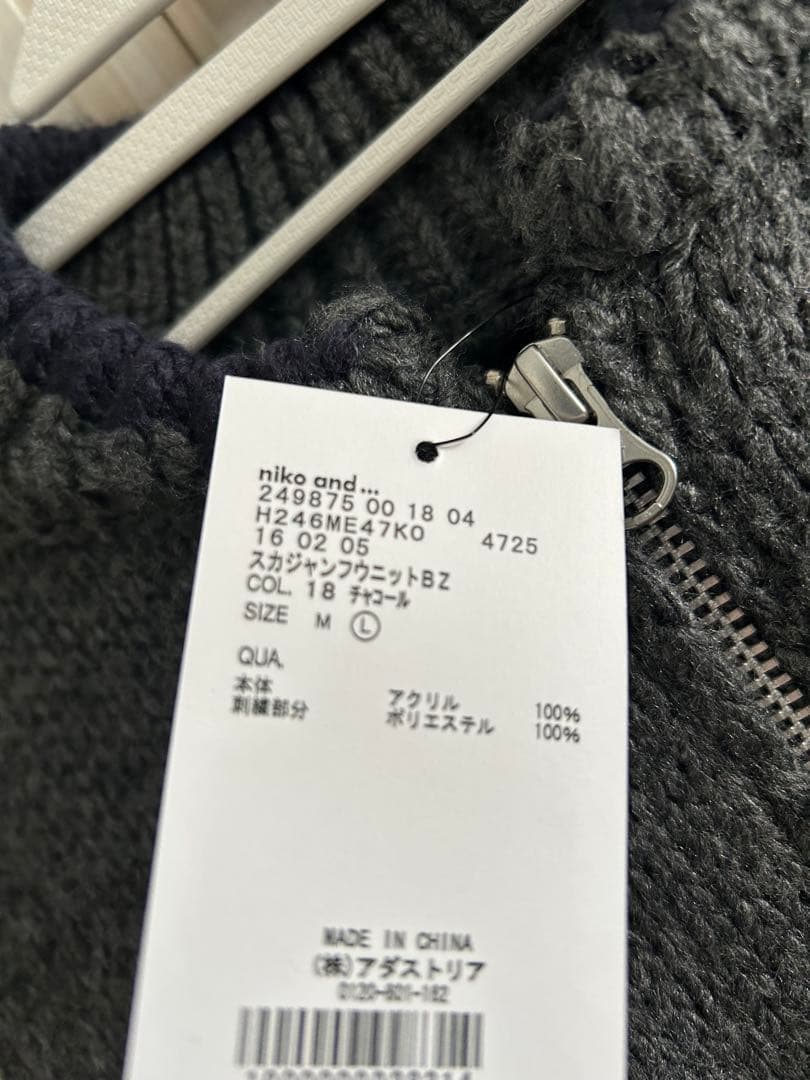 niko and...
249875 00 18 04
H246ME47K0 4725
16 02 05
スカジャンフウニットBZ
COL. 18 チャコール
SIZE M Ⓛ
QUA.
本体 アクリル 100%
刺繍部分 ポリエステル 100%
MADE IN CHINA
(株)アダストリア
0120-601-162